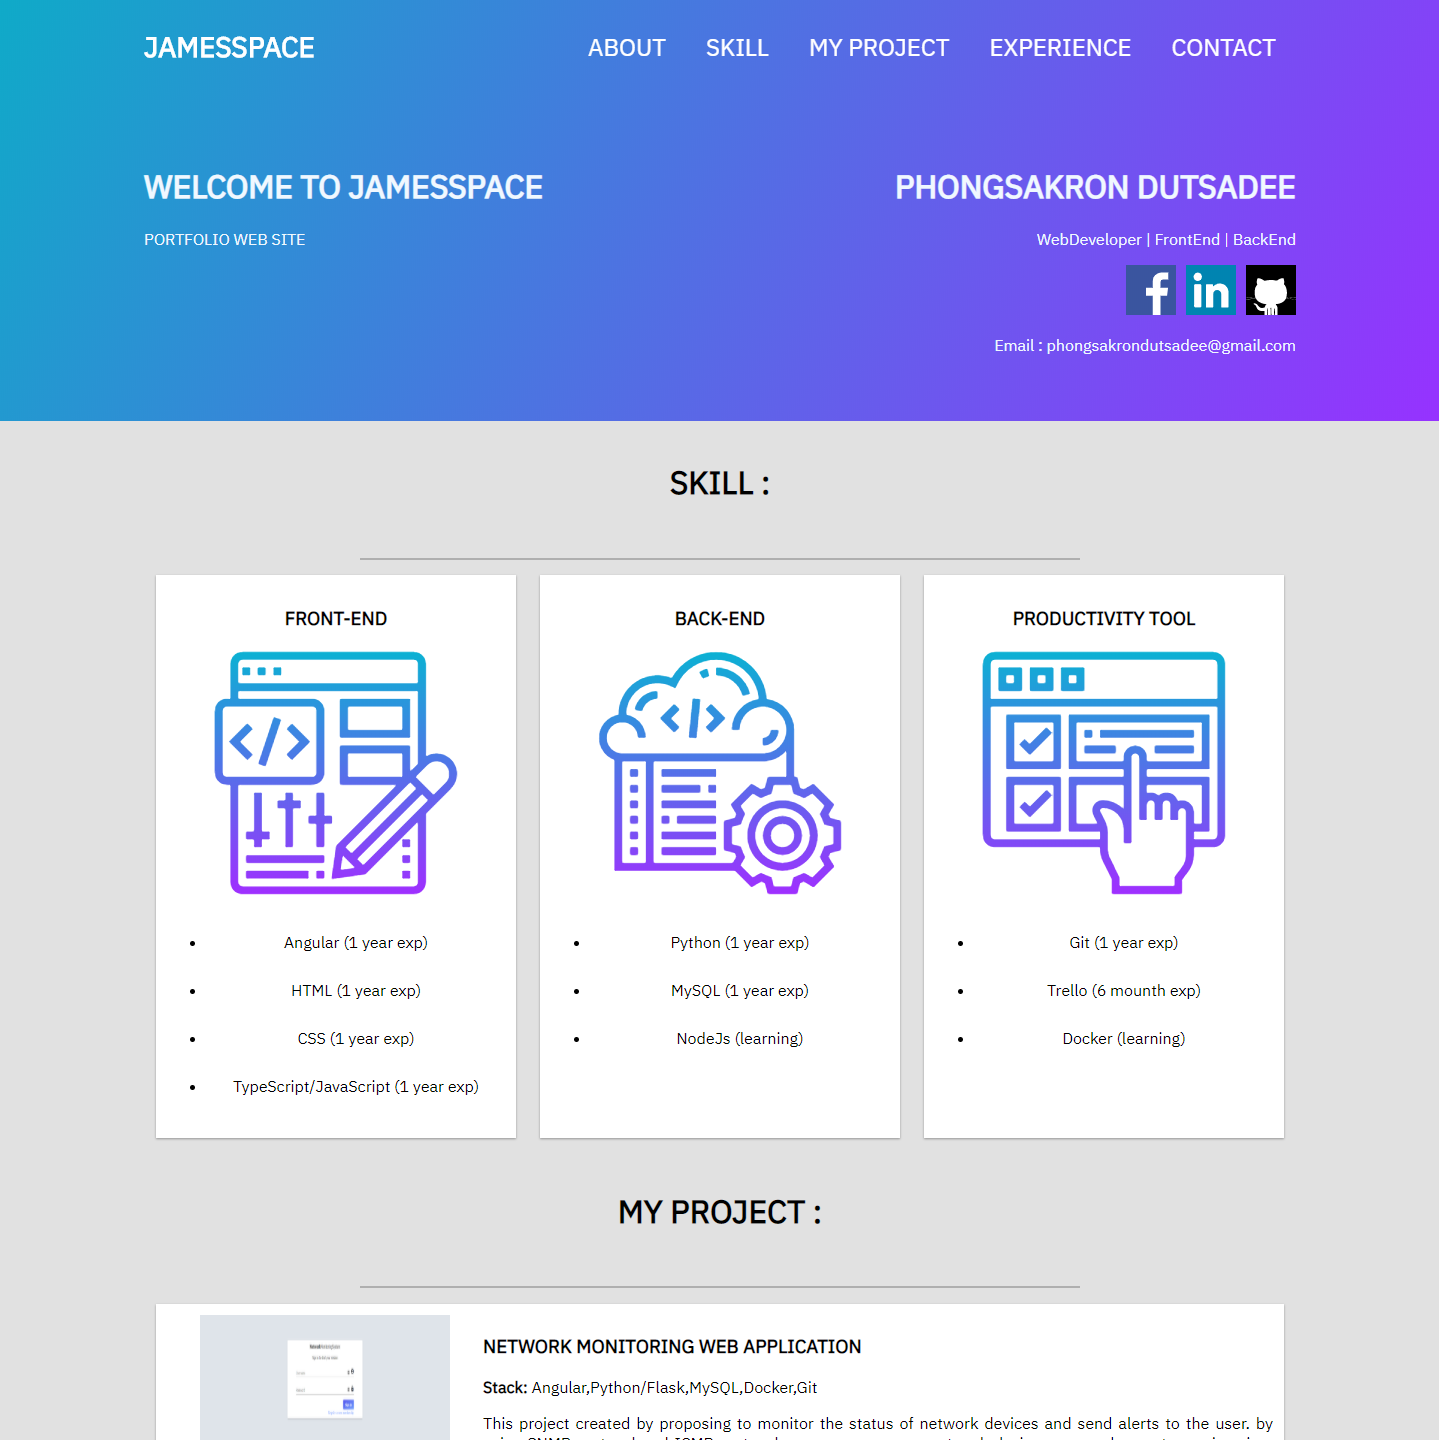 JAMESSPACE
ABOUT SKILL MY PROJECT EXPERIENCE CONTACT
WELCOME TO JAMESSPACE
PORTFOLIO WEB SITE
PHONGSAKRON DUTSADEE
WebDeveloper | FrontEnd | BackEnd
Email : phongsakrondutsadee@gmail.com
SKILL :
FRONT-END
• Angular (1 year exp)
• HTML (1 year exp)
• CSS (1 year exp)
• TypeScript/JavaScript (1 year exp)
BACK-END
• Python (1 year exp)
• MySQL (1 year exp)
• NodeJs (learning)
PRODUCTIVITY TOOL
• Git (1 year exp)
• Trello (6 mounth exp)
• Docker (learning)
MY PROJECT :
NETWORK MONITORING WEB APPLICATION
Stack: Angular,Python/Flask,MySQL,Docker,Git
This project created by proposing to monitor the status of network devices and send alerts to the user. by